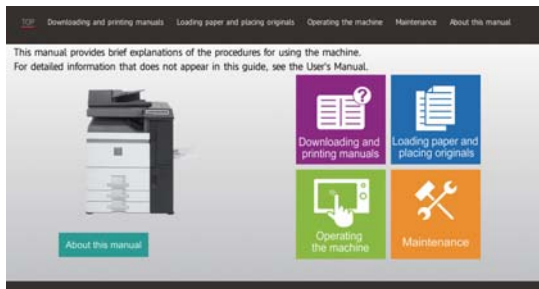 TOP Downloading and printing manuals Loading paper and placing originals Operating the machine Maintenance About this manual
This manual provides brief explanations of the procedures for using the machine.
For detailed information that does not appear in this guide, see the User's Manual.
?
Downloading and
printing manuals
Loading paper and
placing originals
Operating
the machine
Maintenance
About this manual